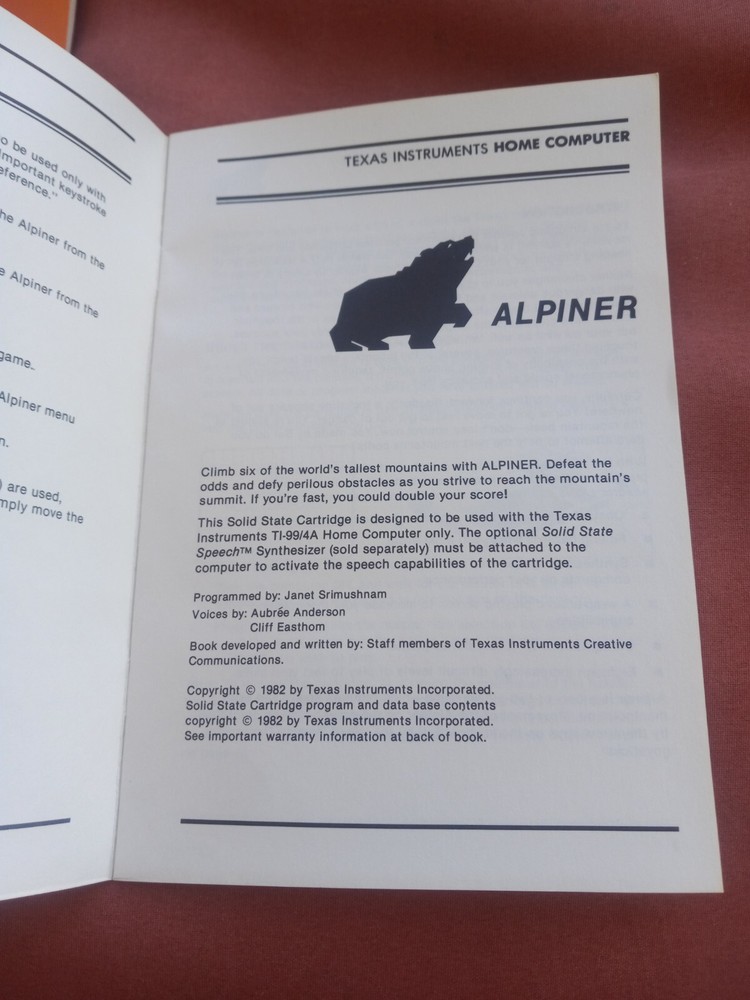 o be used only with
Important keystroke
eference."
he Alpiner from the
e Alpiner from the
game.
Alpiner menu
n.
) are used,
mply move the
TEXAS INSTRUMENTS HOME COMPUTER
ALPINER
Climb six of the world's tallest mountains with ALPINER. Defeat the
odds and defy perilous obstacles as you strive to reach the mountain's
summit. If you're fast, you could double your score!
This Solid State Cartridge is designed to be used with the Texas
Instruments TI-99/4A Home Computer only. The optional Solid State
Speech™ Synthesizer (sold separately) must be attached to the
computer to activate the speech capabilities of the cartridge.
Programmed by: Janet Srimushnam
Voices by: Aubrée Anderson
Cliff Easthom
Book developed and written by: Staff members of Texas Instruments Creative
Communications.
Copyright © 1982 by Texas Instruments Incorporated.
Solid State Cartridge program and data base contents
copyright © 1982 by Texas Instruments Incorporated.
See important warranty information at back of book.